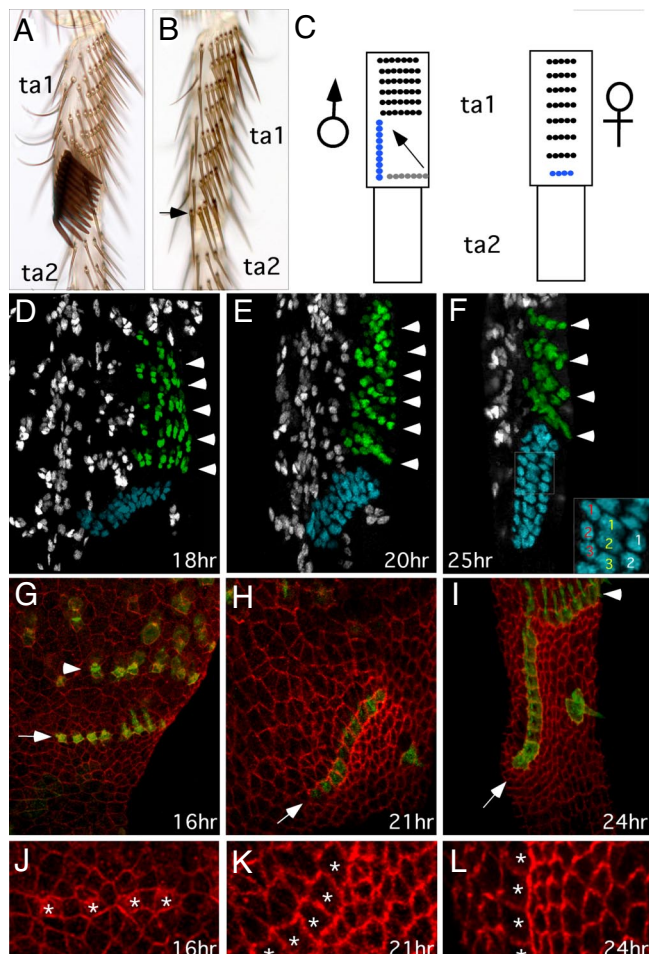 A
B
C
ta1
ta1
ta1
ta2
ta2
ta2
D
E
F
1
2
3
1
2
3
1
2
18hr
20hr
25hr
G
H
I
16hr
21hr
24hr
J
K
L
* * * *
* * * *
* * * *
16hr
21hr
24hr